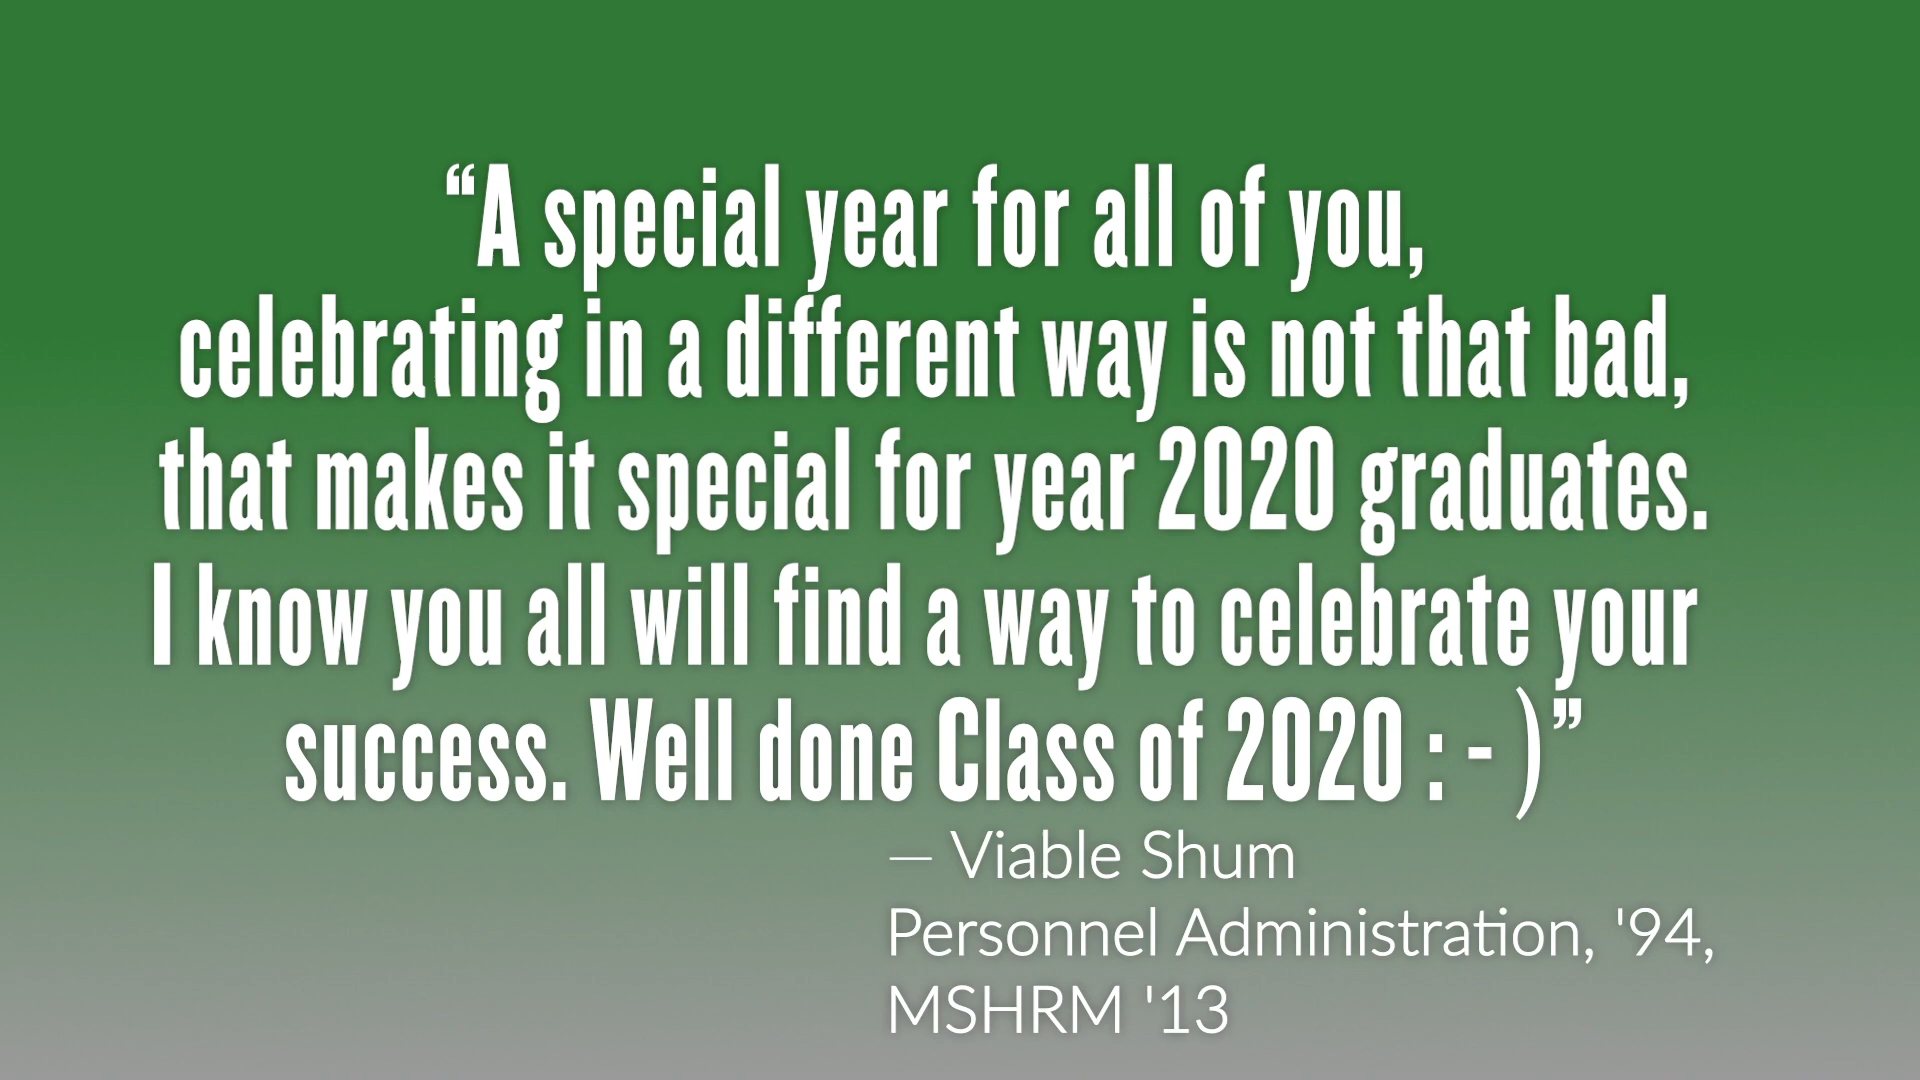 “A special year for all of you,
celebrating in a different way is not that bad,
that makes it special for year 2020 graduates.
I know you all will find a way to celebrate your
success. Well done Class of 2020 : - )”
— Viable Shum
Personnel Administration, '94,
MSHRM '13